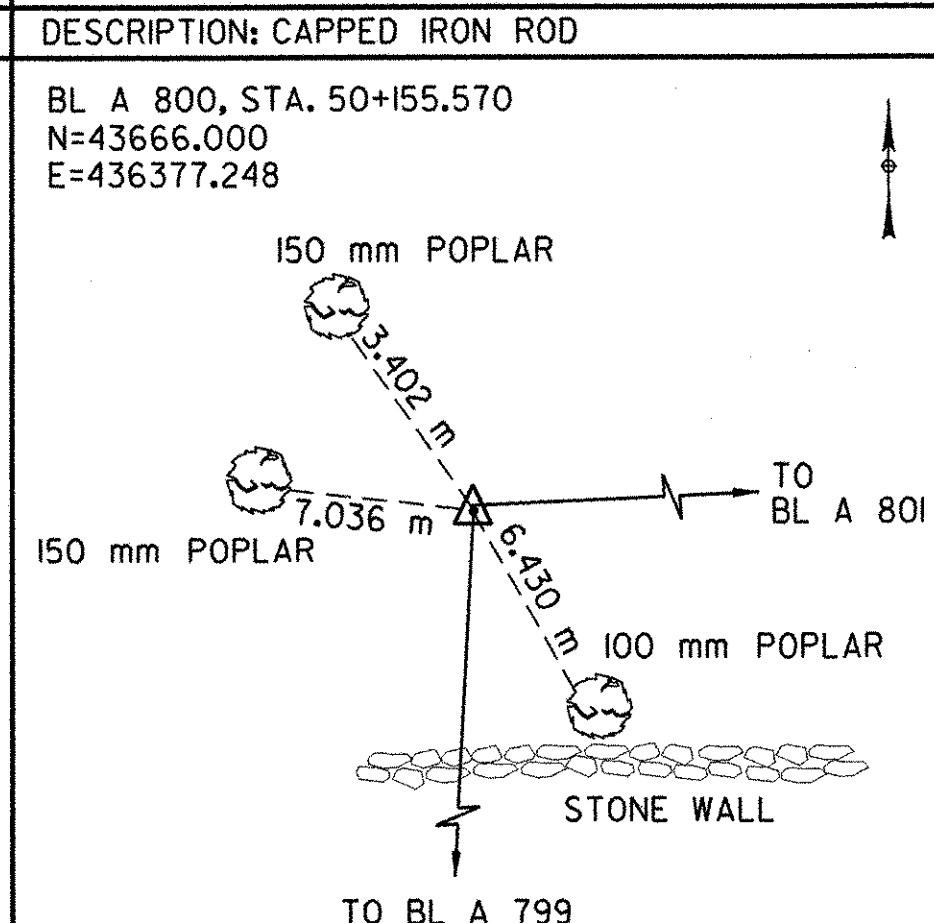 DESCRIPTION: CAPPED IRON ROD
BL A 800, STA. 50+155.570
N=43666.000
E=436377.248
150 mm POPLAR
3.402 m
7.036 m
150 mm POPLAR
TO
BL A 801
6.430 m
100 mm POPLAR
STONE WALL
TO BL A 799